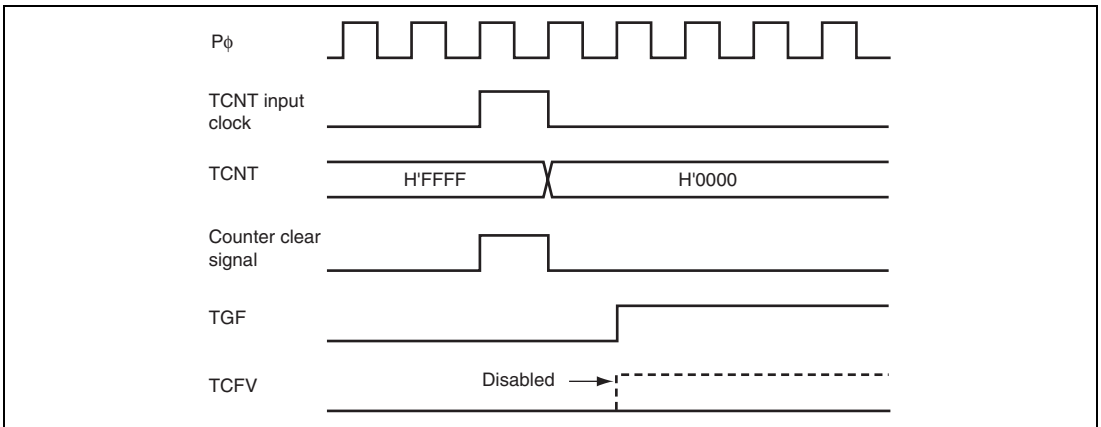 Pϕ
TCNT input
clock
TCNT
H'FFFF
H'0000
Counter clear
signal
TGF
TCFV
Disabled